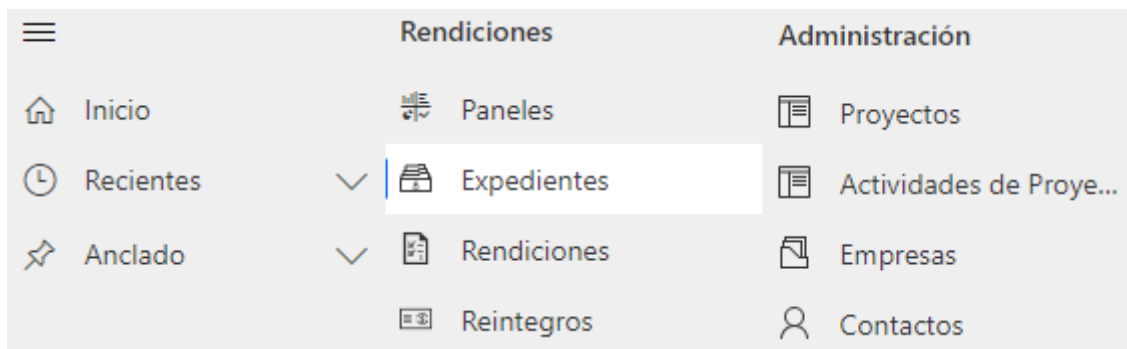 Inicio
Recientes
Anclado
Rendiciones
Paneles
Expedientes
Rendiciones
Reintegros
Administración
Proyectos
Actividades de Proye...
Empresas
Contactos